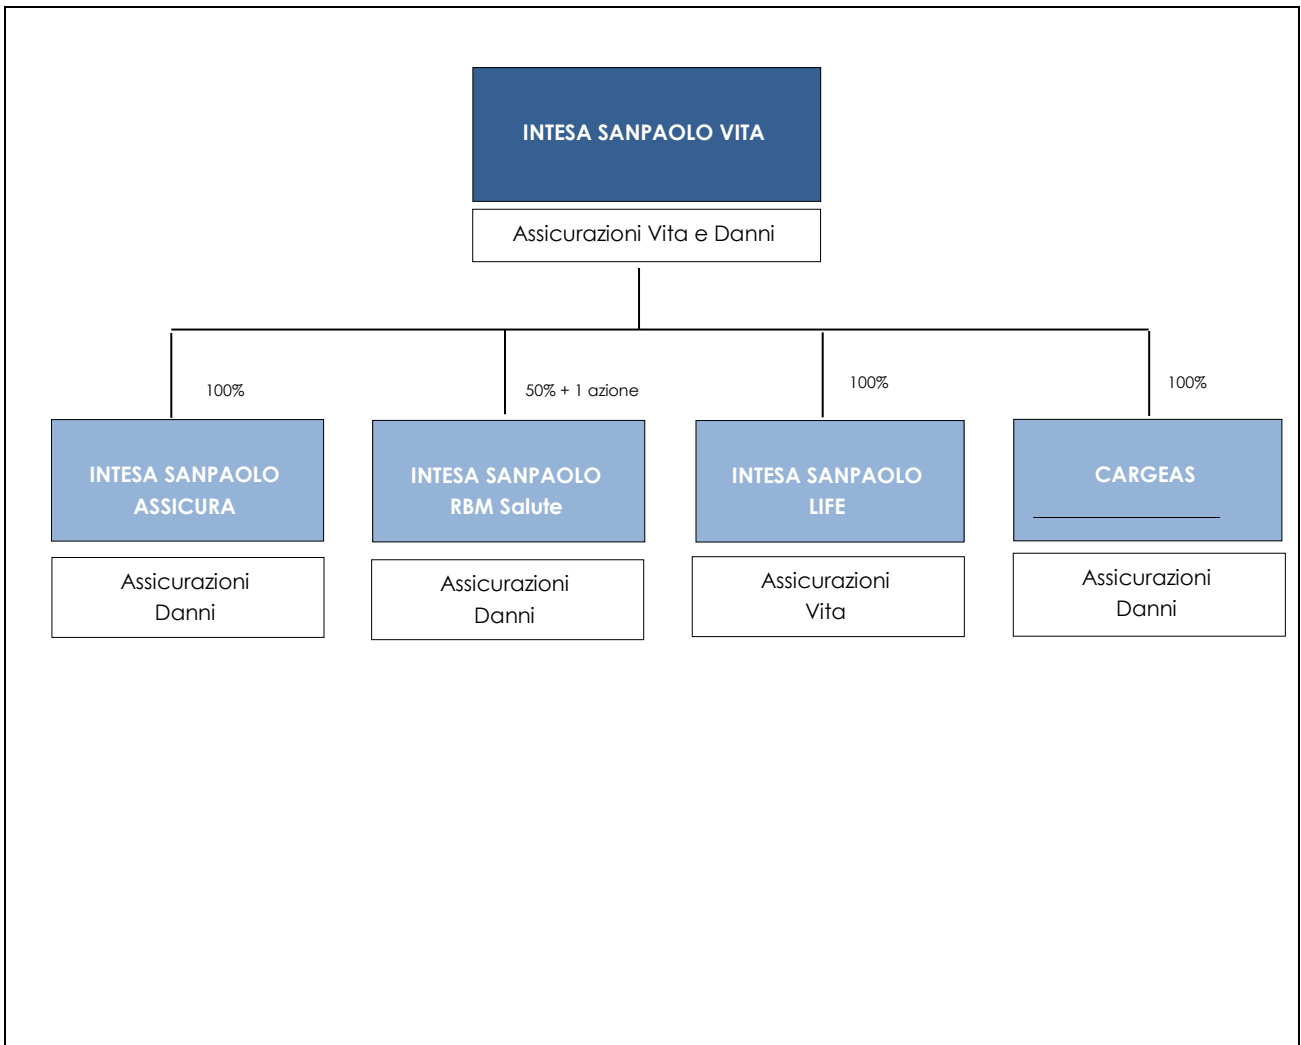 INTESA SANPAOLO VITA
Assicurazioni Vita e Danni
100%
50% + 1 azione
100%
100%
INTESA SANPAOLO
ASSICURA
INTESA SANPAOLO
RBM Salute
INTESA SANPAOLO
LIFE
CARGEAS
Assicurazioni
Danni
Assicurazioni
Danni
Assicurazioni
Vita
Assicurazioni
Danni